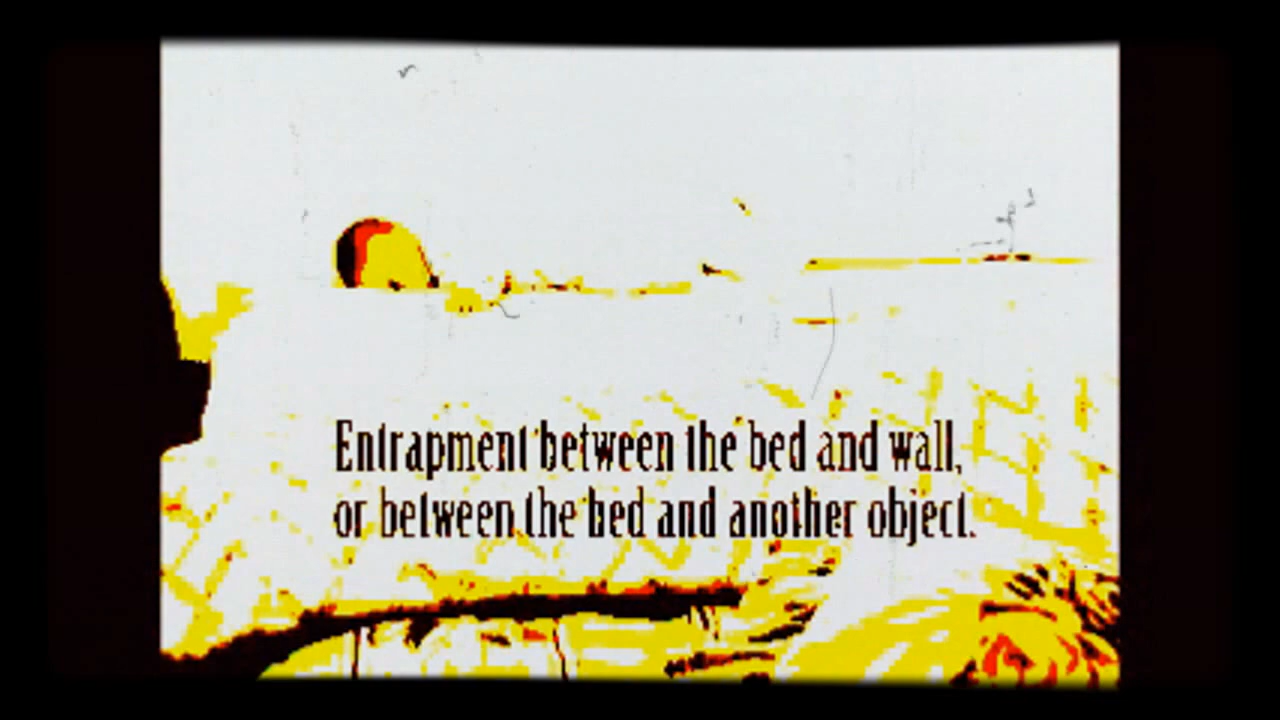 Entrapment between the bed and wall,
or between the bed and another object.